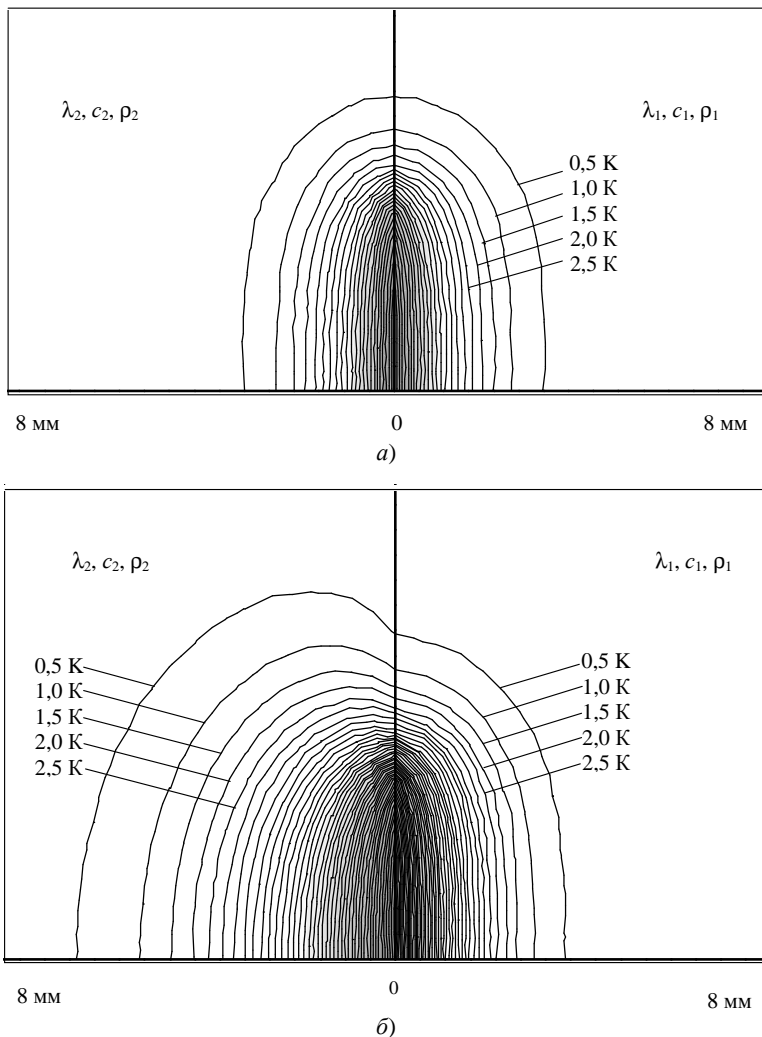 λ₂, c₂, ρ₂
λ₁, c₁, ρ₁
0,5 К
1,0 К
1,5 К
2,0 К
2,5 К
8 мм
0
8 мм
а)
λ₂, c₂, ρ₂
λ₁, c₁, ρ₁
0,5 К
1,0 К
1,5 К
2,0 К
2,5 К
0,5 К
1,0 К
1,5 К
2,0 К
2,5 К
8 мм
0
8 мм
б)